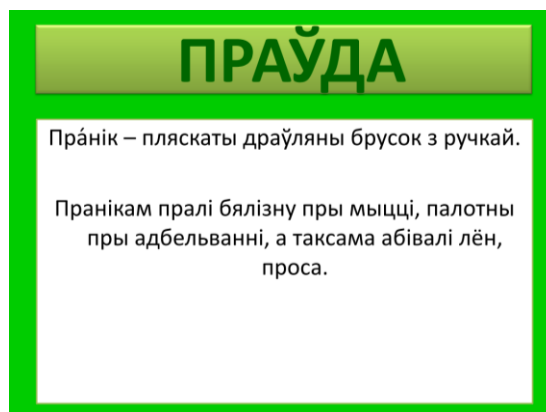 ПРАЎДА
Пра́нік – пляскаты драўляны брусок з ручкай.
Пранікам пралі бялізну пры мыцці, палотны
пры адбельванні, а таксама абівалі лён,
проса.